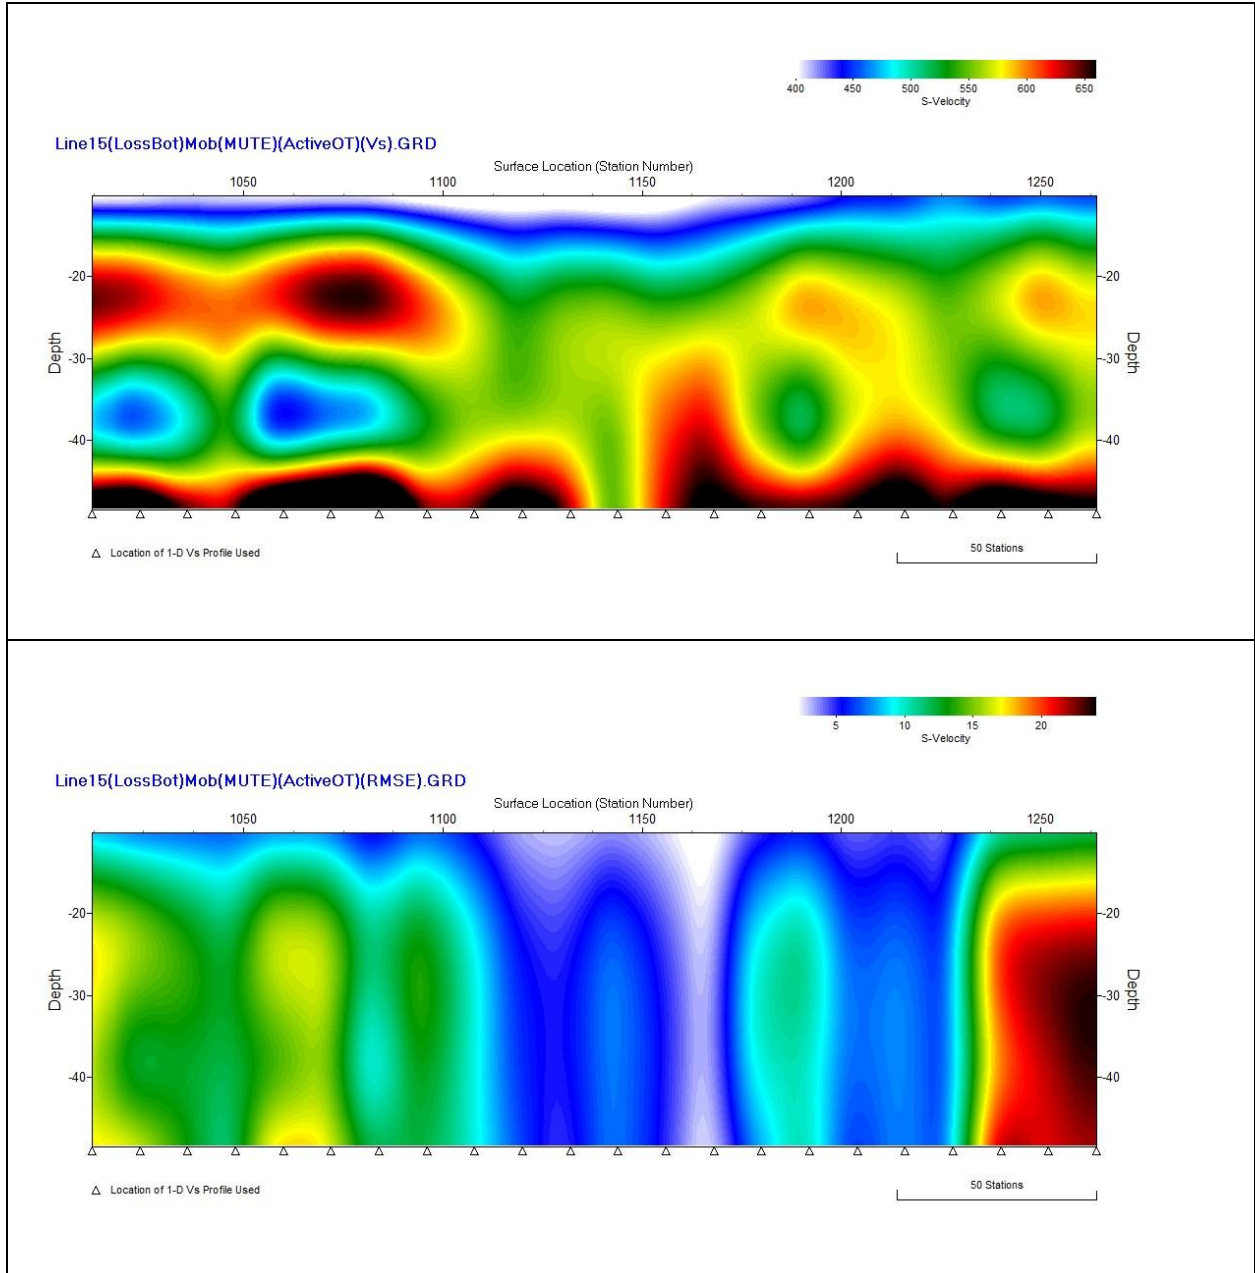 400 450 500 550 600 650
S-Velocity
Line15(LossBot)Mob(MUTE)(ActiveOT)(Vs).GRD
Surface Location (Station Number)
1050 1100 1150 1200 1250
-20 -20
-30 -30
Depth Depth
-40 -40
Location of 1-D Vs Profile Used
50 Stations
5 10 15 20
S-Velocity
Line15(LossBot)Mob(MUTE)(ActiveOT)(RMSE).GRD
Surface Location (Station Number)
1050 1100 1150 1200 1250
-20 -20
-30 -30
Depth Depth
-40 -40
Location of 1-D Vs Profile Used
50 Stations